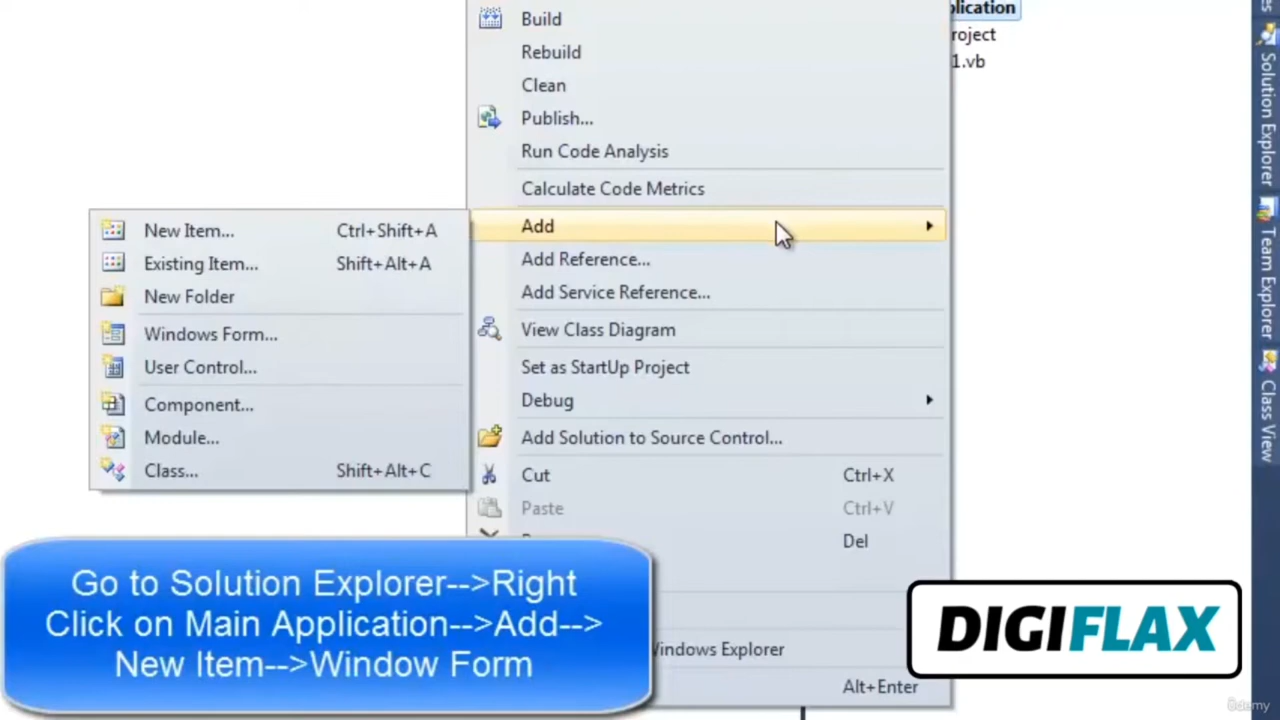 Build
Rebuild
Clean
Publish...
Run Code Analysis
Calculate Code Metrics
Add
Add Reference...
Add Service Reference...
View Class Diagram
Set as StartUp Project
Debug
Add Solution to Source Control...
Cut Ctrl+X
Paste Ctrl+V
Del
Windows Explorer
Alt+Enter
New Item... Ctrl+Shift+A
Existing Item... Shift+Alt+A
New Folder
Windows Form...
User Control...
Component...
Module...
Class... Shift+Alt+C
plication
roject
1.vb
es
Solution Explorer
Team Explorer
Class View
Go to Solution Explorer-->Right
Click on Main Application-->Add-->
New Item-->Window Form
DIGIFLAX
ûdemy